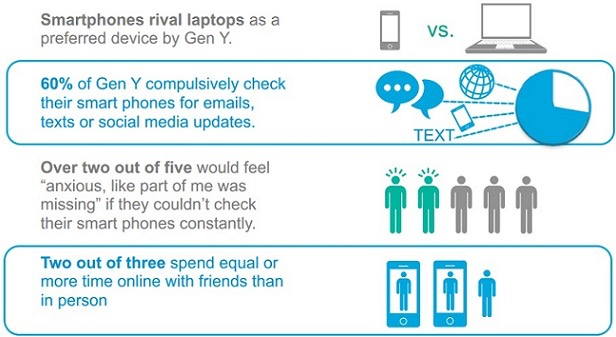 Smartphones rival laptops as a
preferred device by Gen Y.
vs.
60% of Gen Y compulsively check
their smart phones for emails,
texts or social media updates.
TEXT
Over two out of five would feel
“anxious, like part of me was
missing” if they couldn’t check
their smart phones constantly.
Two out of three spend equal or
more time online with friends than
in person